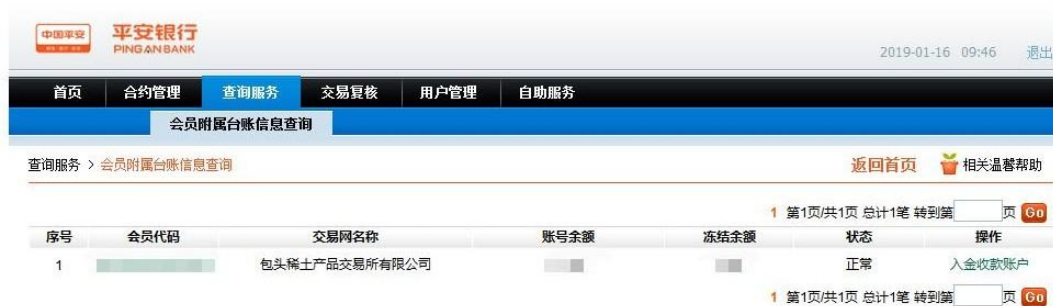 中国平安
平安银行
PING AN BANK
2019-01-16 09:46 退出
首页 合约管理 查询服务 交易复核 用户管理 自助服务
会员附属台账信息查询
查询服务 > 会员附属台账信息查询 返回首页 相关温馨帮助
1 第1页/共1页 总计1笔 转到第 页 Go
序号 会员代码 交易网名称 账号余额 冻结余额 状态 操作
1 包头稀土产品交易所有限公司 正常 入金收款账户
1 第1页/共1页 总计1笔 转到第 页 Go